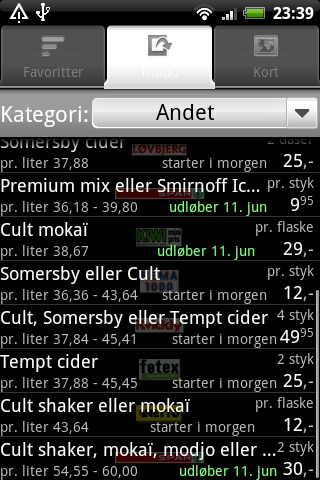 23:39
Favoritter
Kort
Kategori: Andet
Somersby cider 2 dåser
LØVBJERG
pr. liter 37,88 starter i morgen 25,-
Premium mix eller Smirnoff Ic... pr. styk
SPAR
pr. liter 36,18 - 39,80 udløber 11. jun 9 95
Cult mokaï pr. flaske
KIWI
pr. liter 38,67 udløber 11. jun 29,-
Somersby eller Cult pr. styk
1000
pr. liter 36,36 - 43,64 starter i morgen 12,-
Cult, Somersby eller Tempt cider 4 styk
Kvickly
pr. liter 37,84 - 45,41 starter i morgen 49 95
Tempt cider 2 styk
føtex
pr. liter 37,88 - 45,45 starter i morgen 25,-
Cult shaker eller mokaï pr. flaske
pr. liter 43,64 starter i morgen 12,-
Cult shaker, mokaï, modjo eller ... 2 styk
SPAR
pr. liter 54,55 - 60,00 udløber 11. jun 30,-